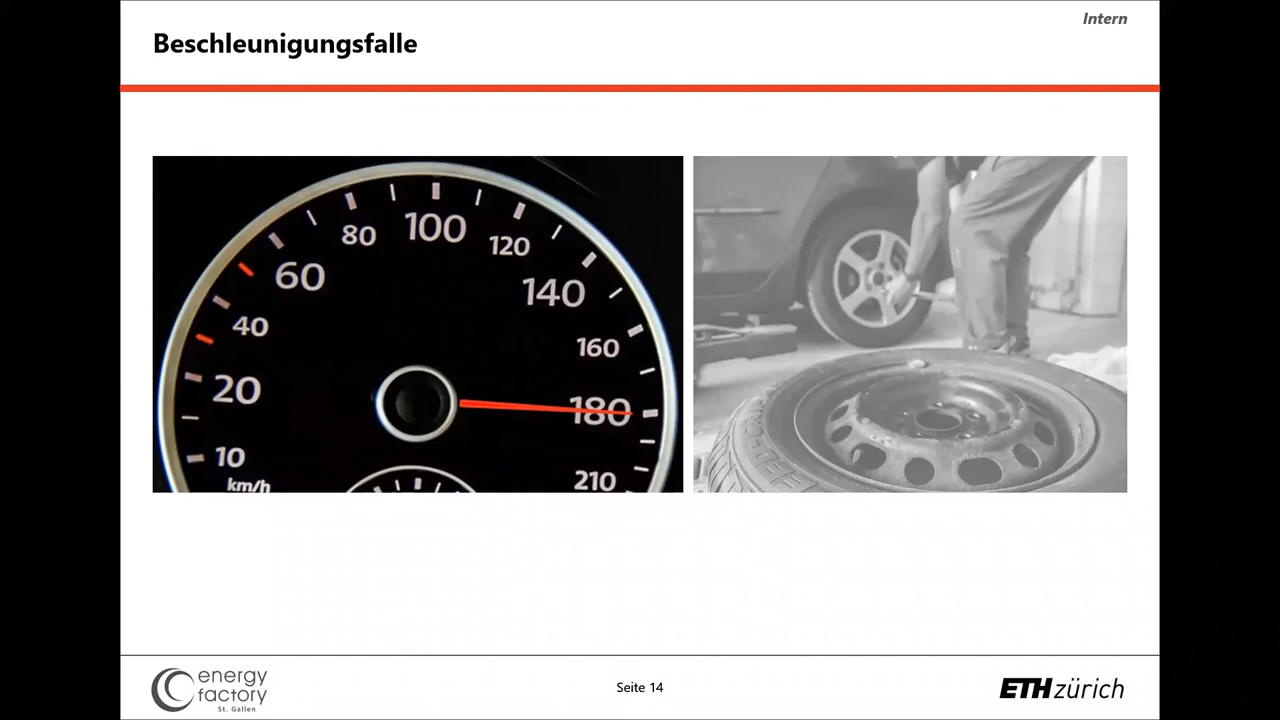 Intern
Beschleunigungsfalle
100
80
120
60
140
40
160
20
180
10
km/h
210
energy
factory
St. Gallen
Seite 14
ETH zürich